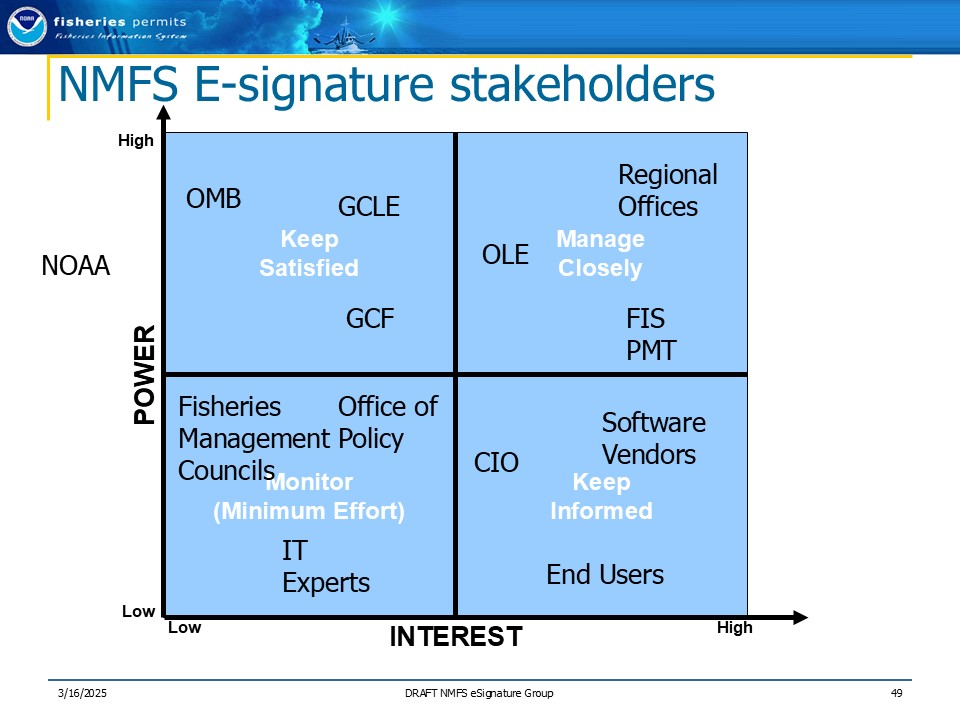 NOAA
fisheries permits
Fisheries Information System
NMFS E-signature stakeholders
High
OMB
GCLE
Keep
Satisfied
GCF
Regional
Offices
OLE
Manage
Closely
FIS
PMT
NOAA
POWER
Fisheries
Management
Councils
Office of
Policy
Monitor
(Minimum Effort)
IT
Experts
CIO
Software
Vendors
Keep
Informed
End Users
Low
Low
INTEREST
High
3/16/2025
DRAFT NMFS eSignature Group
49